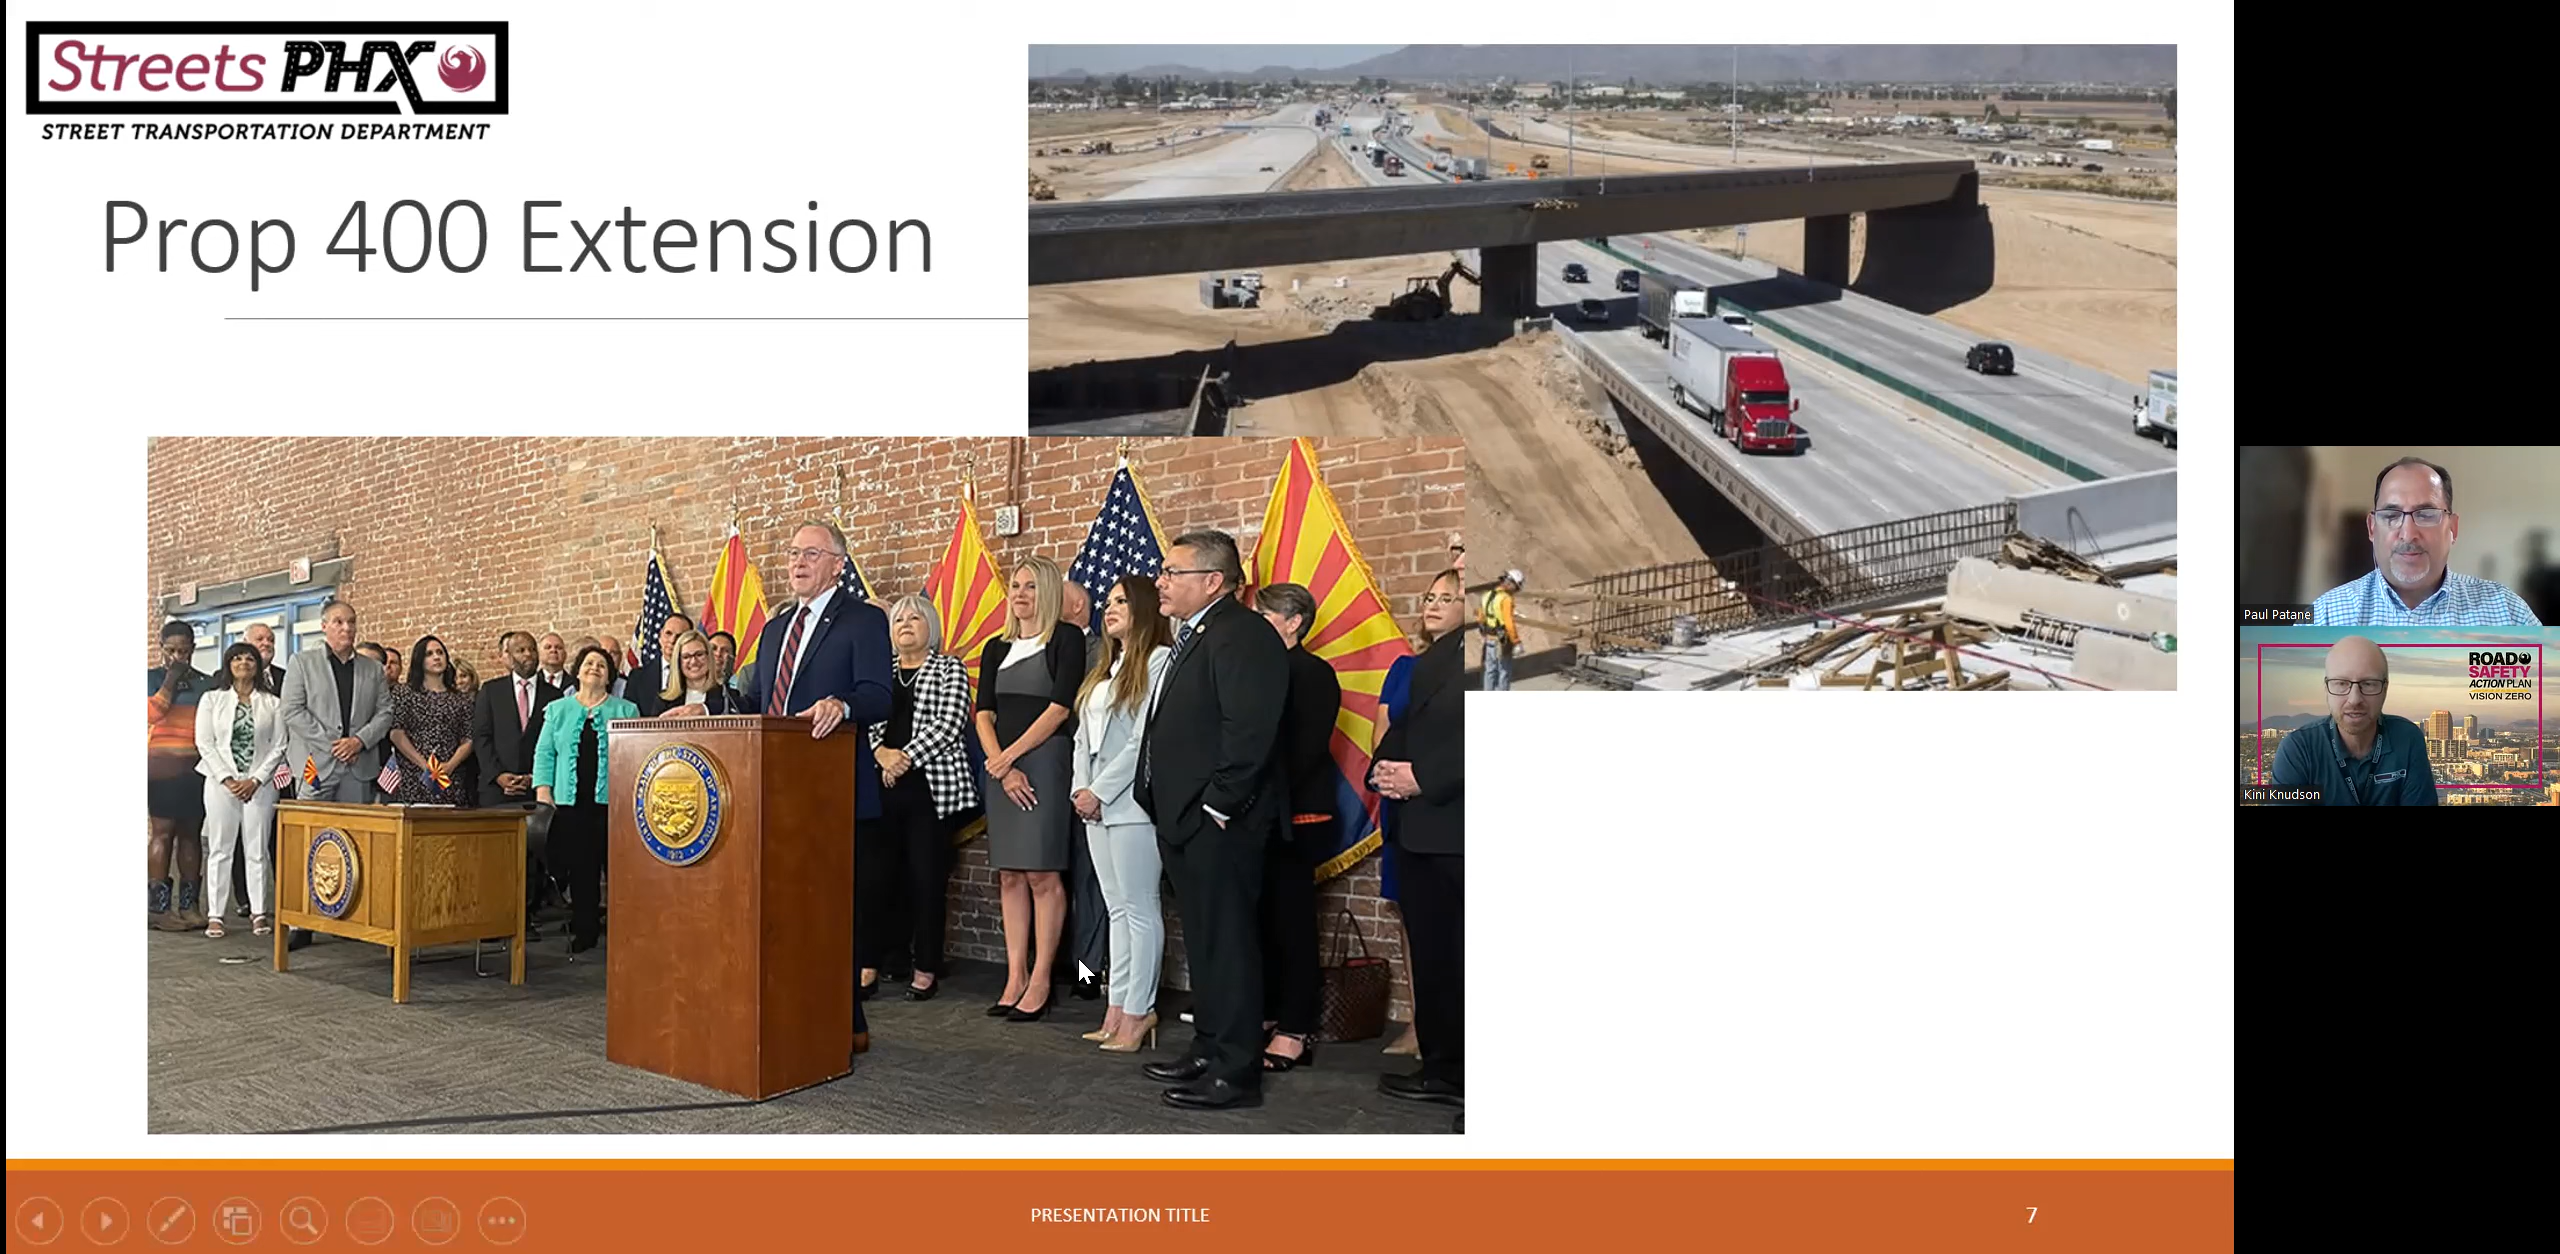 Streets PHX
STREET TRANSPORTATION DEPARTMENT
Prop 400 Extension
PRESENTATION TITLE
7
Paul Patane
ROAD
SAFETY
ACTION PLAN
VISION ZERO
Kini Knudson